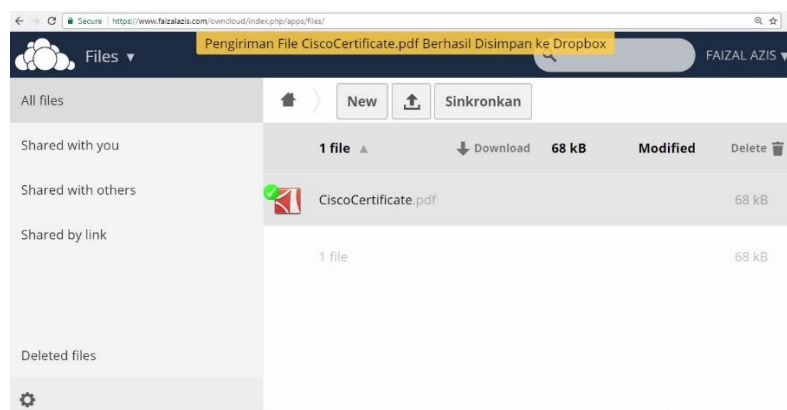 Secure | https://www.faizalazis.com/owncloud/index.php/apps/files/
Files ▾
Pengiriman File CiscoCertificate.pdf Berhasil Disimpan ke Dropbox
FAIZAL AZIS ▾
All files
New
Sinkronkan
Shared with you
1 file ▲ Download 68 kB Modified Delete
Shared with others
CiscoCertificate.pdf 68 kB
Shared by link
1 file 68 kB
Deleted files